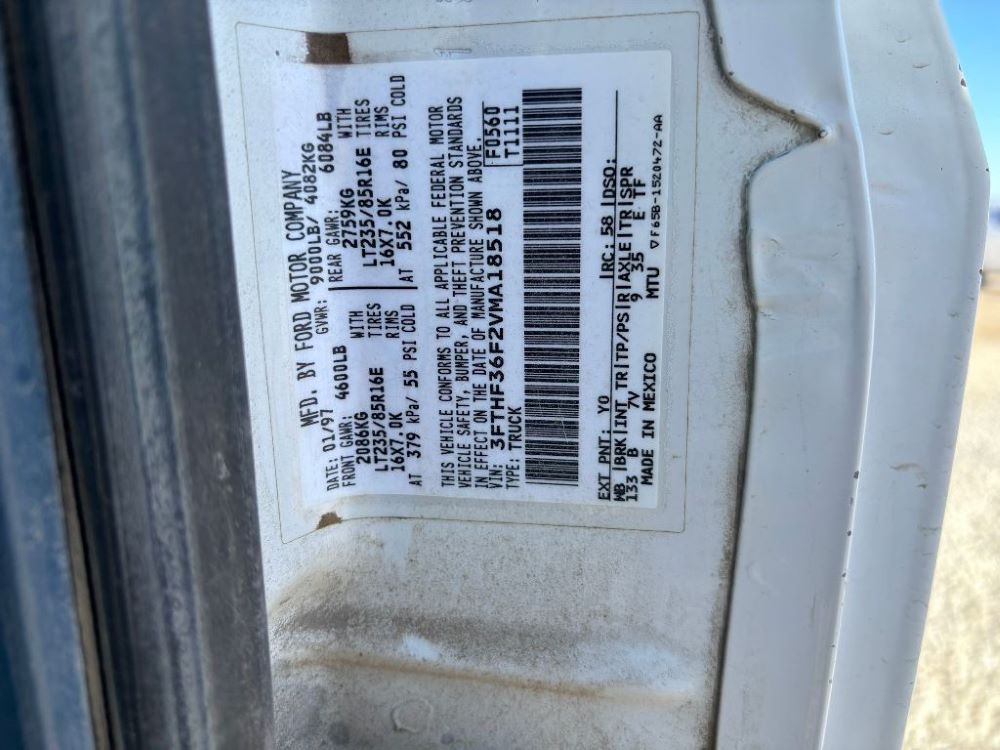 MFD. BY FORD MOTOR COMPANY
DATE: 01/97 GVWR: 9000LB/ 4082KG
FRONT GAWR: 4600LB REAR GAWR: 6084LB
2086KG WITH 2759KG WITH
LT235/85R16E TIRES LT235/85R16E TIRES
16X7.0K RIMS 16X7.0K RIMS
AT 379 kPa/ 55 PSI COLD AT 552 kPa/ 80 PSI COLD
THIS VEHICLE CONFORMS TO ALL APPLICABLE FEDERAL MOTOR
VEHICLE SAFETY, BUMPER, AND THEFT PREVENTION STANDARDS
IN EFFECT ON THE DATE OF MANUFACTURE SHOWN ABOVE.
VIN: 3FTHF36F2VMA18518 F0560
TYPE: TRUCK T1111
EXT PNT: Y0 RC: 58 DSO:
WB BRK INT TR TP/PS R AXLE TR SPR
133 B 7V 9 35 E TF
MADE IN MEXICO MTU
▽F65B-1520472-AA